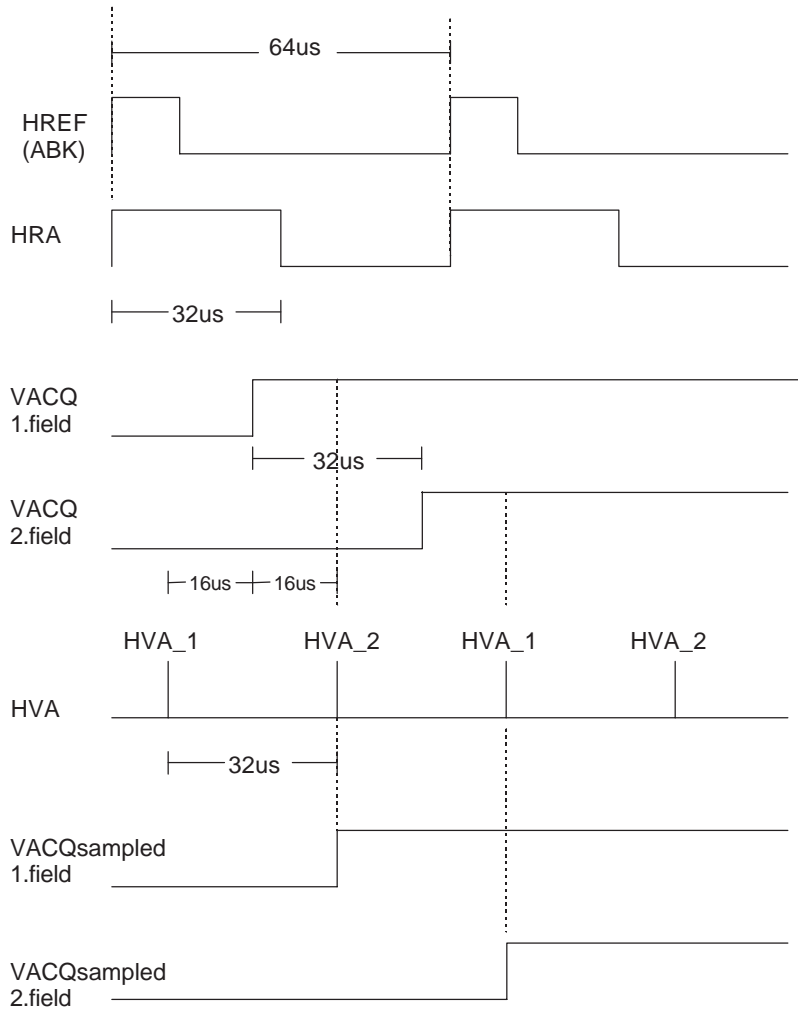 64us
HREF
(ABK)
HRA
32us
VACQ
1.field
32us
VACQ
2.field
16us 16us
HVA_1 HVA_2 HVA_1 HVA_2
HVA
32us
VACQsampled
1.field
VACQsampled
2.field